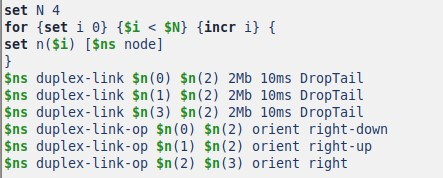 set N 4
for {set i 0} {$i < $N} {incr i} {
set n($i) [$ns node]
}
$ns duplex-link $n(0) $n(2) 2Mb 10ms DropTail
$ns duplex-link $n(1) $n(2) 2Mb 10ms DropTail
$ns duplex-link $n(3) $n(2) 2Mb 10ms DropTail
$ns duplex-link-op $n(0) $n(2) orient right-down
$ns duplex-link-op $n(1) $n(2) orient right-up
$ns duplex-link-op $n(2) $n(3) orient right